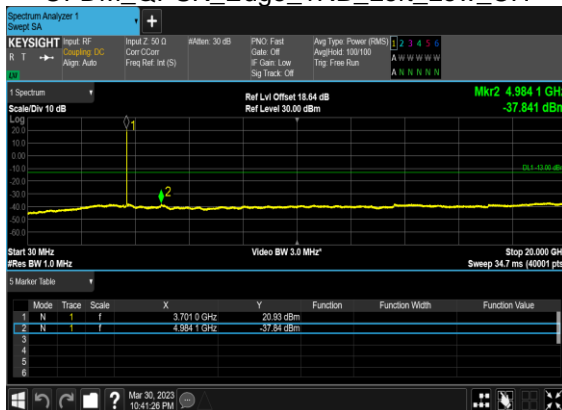 Spectrum Analyzer 1
Swept SA
+
KEYSIGHT Input: RF Input Z: 50 Ω #Atten: 30 dB PNO: Fast Avg Type: Power (RMS) 1 2 3 4 5 6
R T Coupling: DC Corr CCorr Gate: Off Avg|Hold: 100/100 A W W W W W
Align: Auto Freq Ref: Int (S) IF Gain: Low Trig: Free Run
Sig Track: Off A N N N N N
1 Spectrum Ref Lvl Offset 18.64 dB Mkr2 4.984 1 GHz
Scale/Div 10 dB Ref Level 30.00 dBm -37.841 dBm
Log
20.0
10.0
0.00
-10.0
DL1 -13.00 dBm
-20.0
-30.0
-40.0
-50.0
-60.0
1
2
Start 30 MHz Video BW 3.0 MHz* Stop 20.000 GHz
#Res BW 1.0 MHz Sweep 34.7 ms (40001 pts)
5 Marker Table
Mode Trace Scale X Y Function Function Width Function Value
1 N 1 f 3.701 0 GHz 20.93 dBm
2 N 1 f 4.984 1 GHz -37.84 dBm
3
4
5
6
? Mar 30, 2023
10:41:26 PM